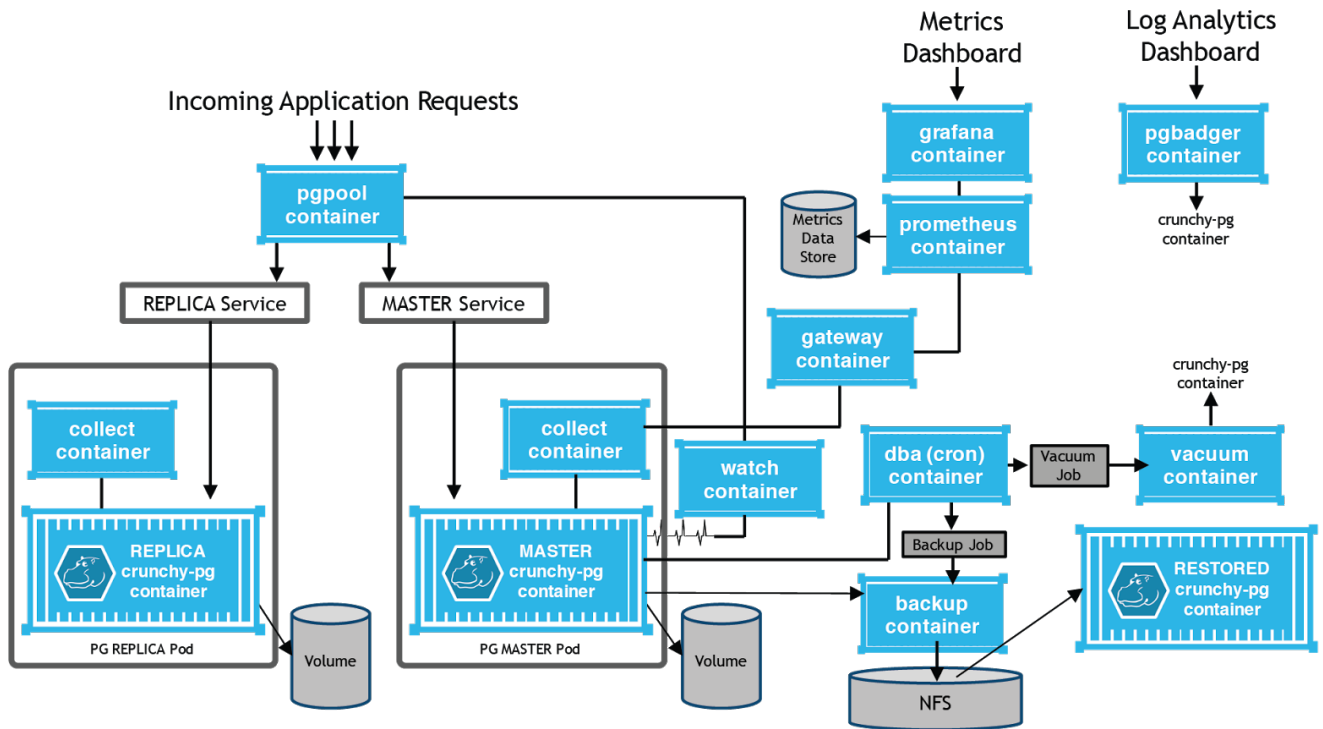 Metrics
Dashboard
Log Analytics
Dashboard
Incoming Application Requests
grafana
container
pgbadger
container
pgpool
container
Metrics
Data
Store
prometheus
container
crunchy-pg
container
REPLICA Service
MASTER Service
gateway
container
crunchy-pg
container
collect
container
collect
container
watch
container
dba (cron)
container
Vacuum
Job
vacuum
container
Backup Job
REPLICA
crunchy-pg
container
MASTER
crunchy-pg
container
RESTORED
crunchy-pg
container
backup
container
PG REPLICA Pod
Volume
PG MASTER Pod
Volume
NFS